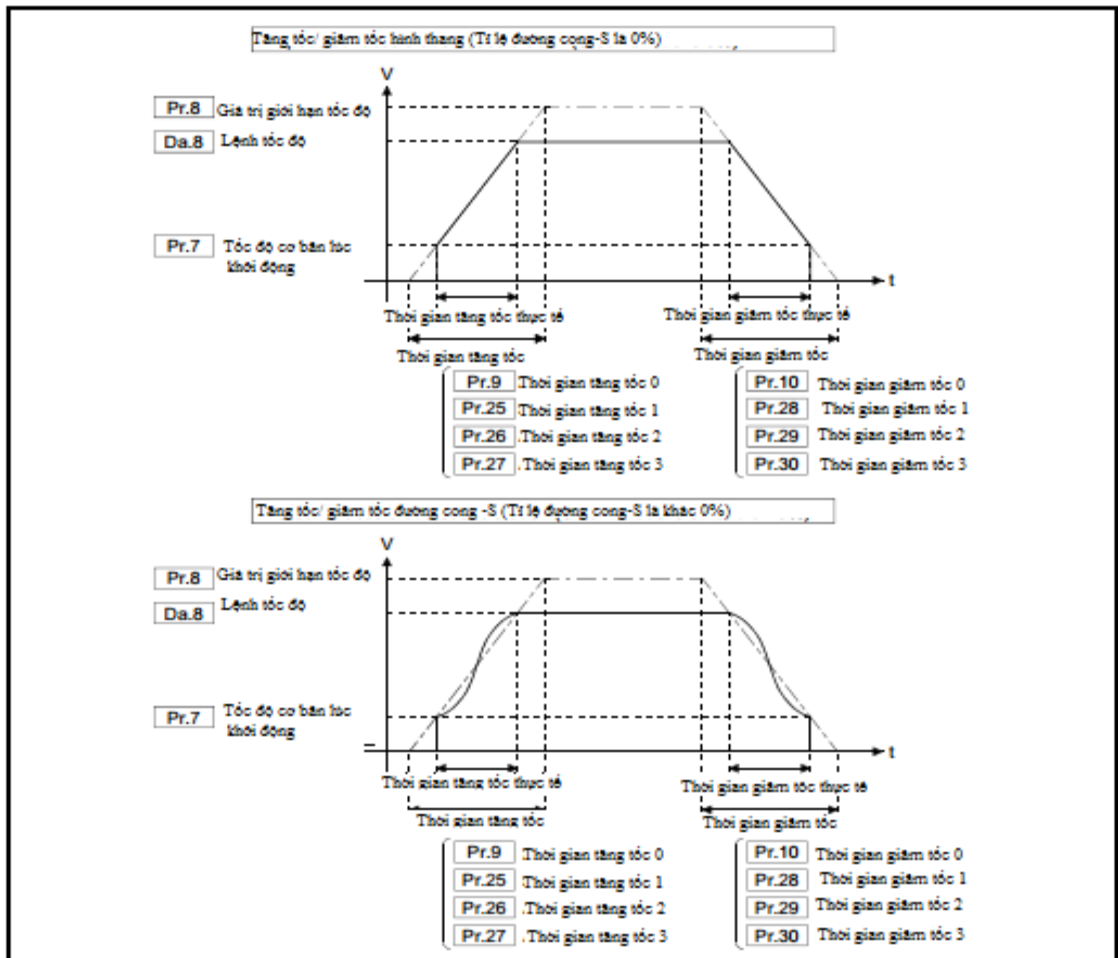 Tăng tốc/ giảm tốc hình thang (Tỉ lệ đường cong-S là 0%)
V
Pr.8 Giá trị giới hạn tốc độ
Da.8 Lệnh tốc độ
Pr.7 Tốc độ cơ bản lúc
khởi động
t
Thời gian tăng tốc thực tế
Thời gian giảm tốc thực tế
Thời gian tăng tốc
Thời gian giảm tốc
Pr.9 Thời gian tăng tốc 0
Pr.10 Thời gian giảm tốc 0
Pr.25 Thời gian tăng tốc 1
Pr.28 Thời gian giảm tốc 1
Pr.26 .Thời gian tăng tốc 2
Pr.29 Thời gian giảm tốc 2
Pr.27 .Thời gian tăng tốc 3
Pr.30 Thời gian giảm tốc 3
Tăng tốc/ giảm tốc đường cong -S (Tỉ lệ đường cong-S là khác 0%)
V
Pr.8 Giá trị giới hạn tốc độ
Da.8 Lệnh tốc độ
Pr.7 Tốc độ cơ bản lúc
khởi động
t
Thời gian tăng tốc thực tế
Thời gian giảm tốc thực tế
Thời gian tăng tốc
Thời gian giảm tốc
Pr.9 .Thời gian tăng tốc 0
Pr.10 Thời gian giảm tốc 0
Pr.25 .Thời gian tăng tốc 1
Pr.28 Thời gian giảm tốc 1
Pr.26 .Thời gian tăng tốc 2
Pr.29 Thời gian giảm tốc 2
Pr.27 .Thời gian tăng tốc 3
Pr.30 Thời gian giảm tốc 3